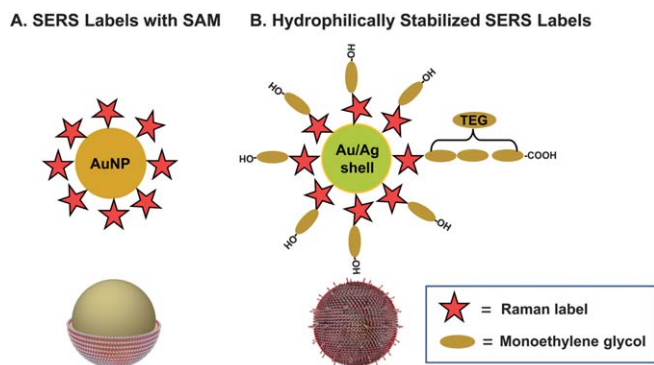 A. SERS Labels with SAM
B. Hydrophilically Stabilized SERS Labels
AuNP
HO
HO
HO
HO
HO
-OH
-OH
-OH
Au/Ag
shell
TEG
-COOH
= Raman label
= Monoethylene glycol